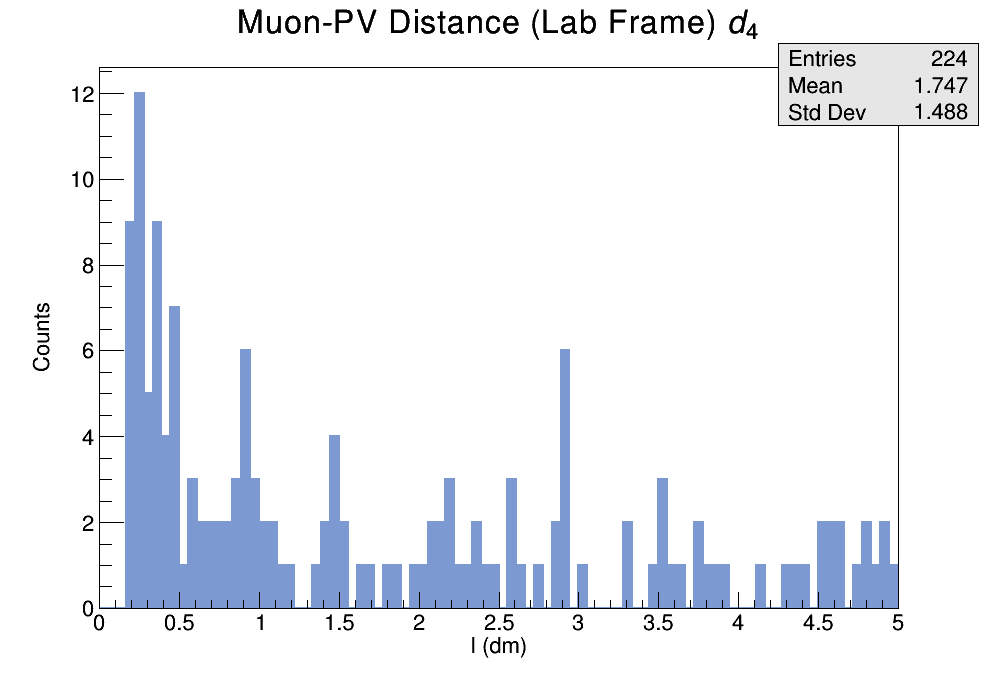 Muon-PV Distance (Lab Frame) d4
Entries 224
Mean 1.747
Std Dev 1.488
12
10
8
6
4
2
0
Counts
0 0.5 1 1.5 2 2.5 3 3.5 4 4.5 5
l (dm)